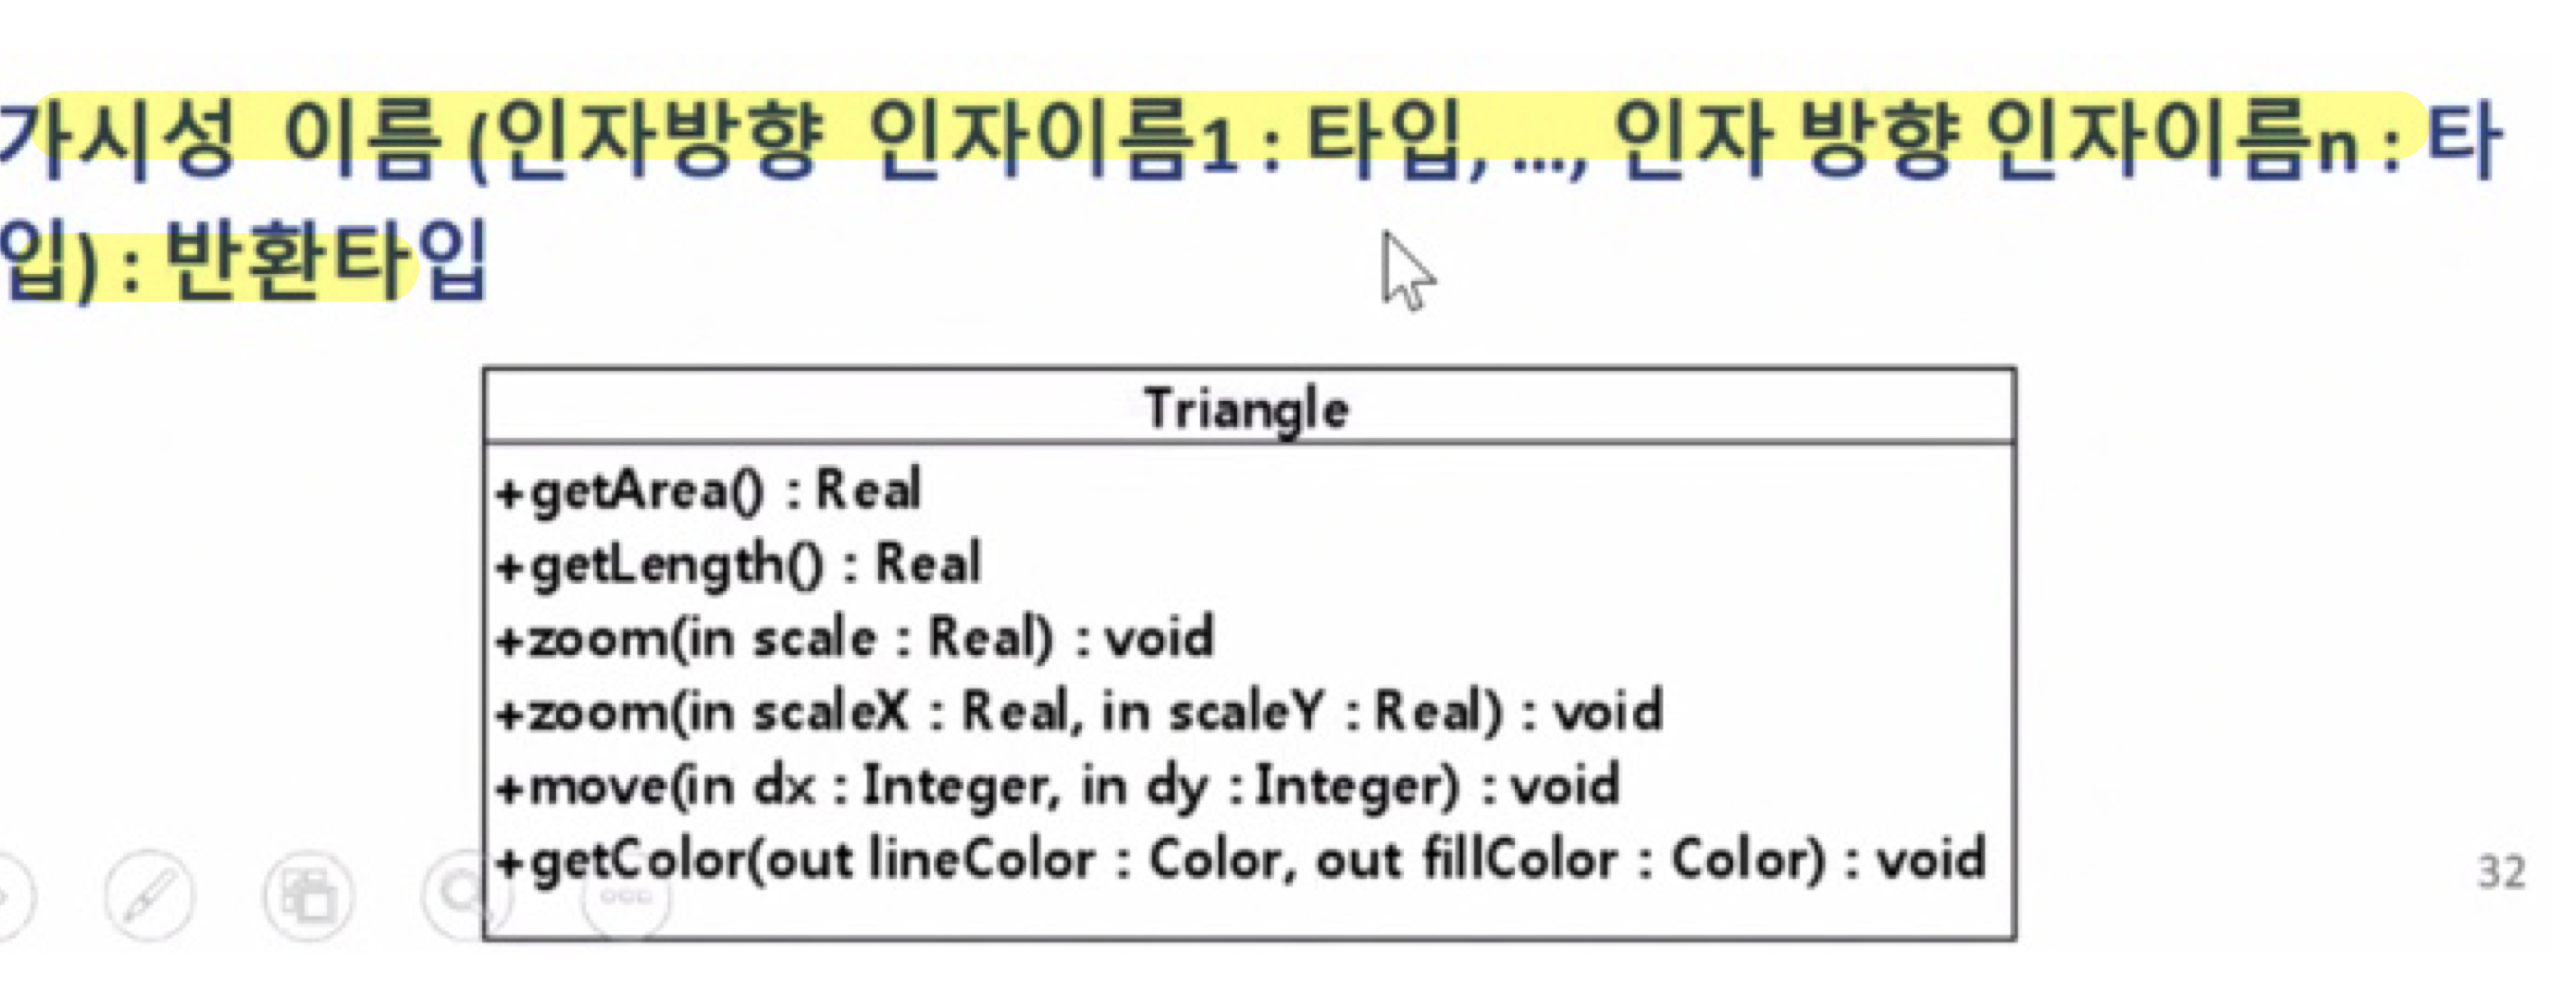 가시성 이름 (인자방향 인자이름1 : 타입, ..., 인자 방향 인자이름n : 타
입) : 반환타입
Triangle
+getArea() : Real
+getLength() : Real
+zoom(in scale : Real) : void
+zoom(in scaleX : Real, in scaleY : Real) : void
+move(in dx : Integer, in dy : Integer) : void
+getColor(out lineColor : Color, out fillColor : Color) : void
32